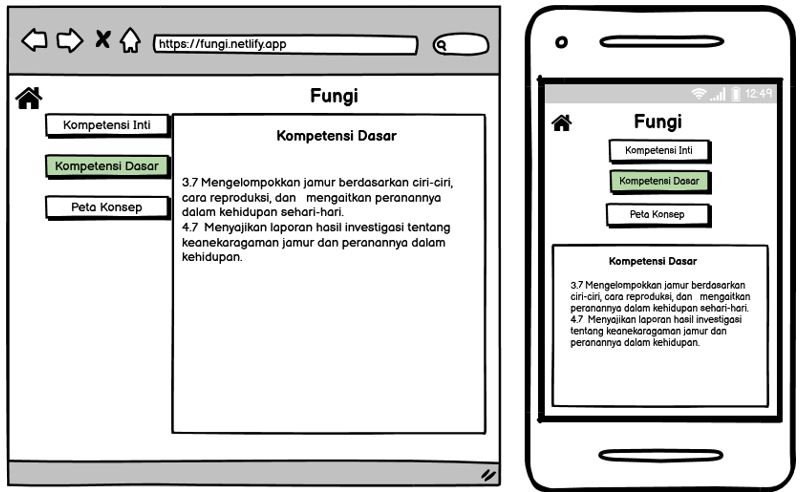 https://fungi.netlify.app
Fungi
Kompetensi Inti
Kompetensi Dasar
Peta Konsep
Kompetensi Dasar
3.7 Mengelompokkan jamur berdasarkan ciri-ciri,
cara reproduksi, dan mengaitkan peranannya
dalam kehidupan sehari-hari.
4.7 Menyajikan laporan hasil investigasi tentang
keanekaragaman jamur dan peranannya dalam
kehidupan.
12:49
Fungi
Kompetensi Inti
Kompetensi Dasar
Peta Konsep
Kompetensi Dasar
3.7 Mengelompokkan jamur berdasarkan
ciri-ciri, cara reproduksi, dan mengaitkan
peranannya dalam kehidupan sehari-hari.
4.7 Menyajikan laporan hasil investigasi
tentang keanekaragaman jamur dan
peranannya dalam kehidupan.